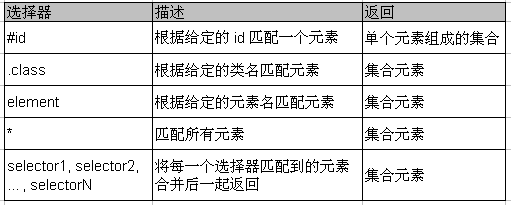 选择器 描述 返回
#id 根据给定的 id 匹配一个元素 单个元素组成的集合
.class 根据给定的类名匹配元素 集合元素
element 根据给定的元素名匹配元素 集合元素
* 匹配所有元素 集合元素
selector1, selector2, 将每一个选择器匹配到的元素 集合元素
... , selectorN 合并后一起返回